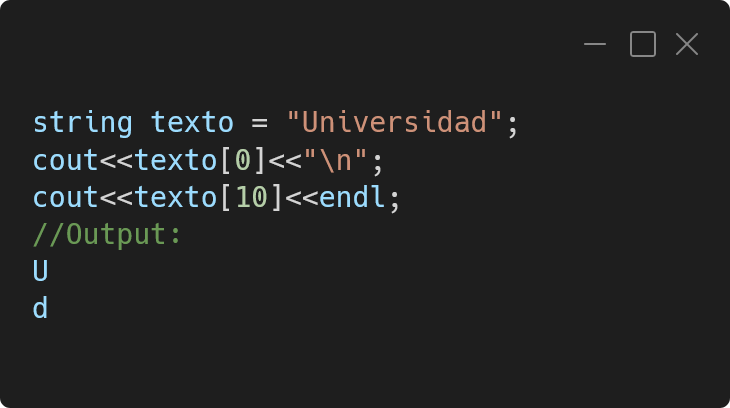 string texto = "Universidad";
cout<<texto[0]<<"\n";
cout<<texto[10]<<endl;
//Output:
U
d